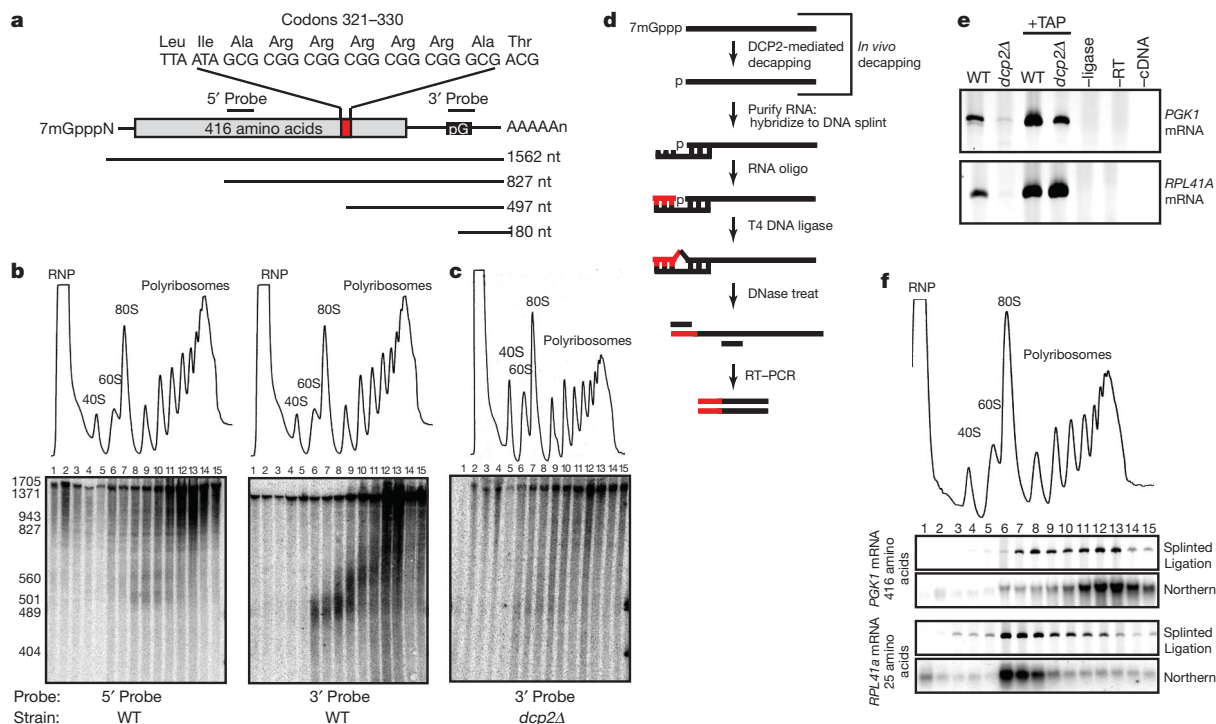 a
Codons 321–330
Leu Ile Ala Arg Arg Arg Arg Arg Arg Ala Thr
TTA ATA GCG CGG CGG CGG CGG CGG CGG GCG ACG
5′ Probe
3′ Probe
7mGpppN
416 amino acids
pG
AAAAAn
1562 nt
827 nt
497 nt
180 nt
b
RNP
40S
60S
80S
Polyribosomes
RNP
40S
60S
80S
Polyribosomes
1 2 3 4 5 6 7 8 9 10 11 12 13 14 15
1 2 3 4 5 6 7 8 9 10 11 12 13 14 15
1705
1371
943
827
560
501
489
404
Probe: 5′ Probe 3′ Probe
Strain: WT WT
c
40S
60S
80S
Polyribosomes
1 2 3 4 5 6 7 8 9 10 11 12 13 14 15
3′ Probe
dcp2Δ
d
7mGppp
DCP2-mediated
decapping
In vivo
decapping
p
Purify RNA:
hybridize to DNA splint
p
RNA oligo
p
T4 DNA ligase
DNase treat
RT–PCR
e
+TAP
WT
dcp2Δ
WT
dcp2Δ
–ligase
–RT
–cDNA
PGK1
mRNA
RPL41A
mRNA
f
RNP
40S
60S
80S
Polyribosomes
1 2 3 4 5 6 7 8 9 10 11 12 13 14 15
PGK1 mRNA
416 amino
acids
Splinted
Ligation
Northern
RPL41a mRNA
25 amino
acids
Splinted
Ligation
Northern